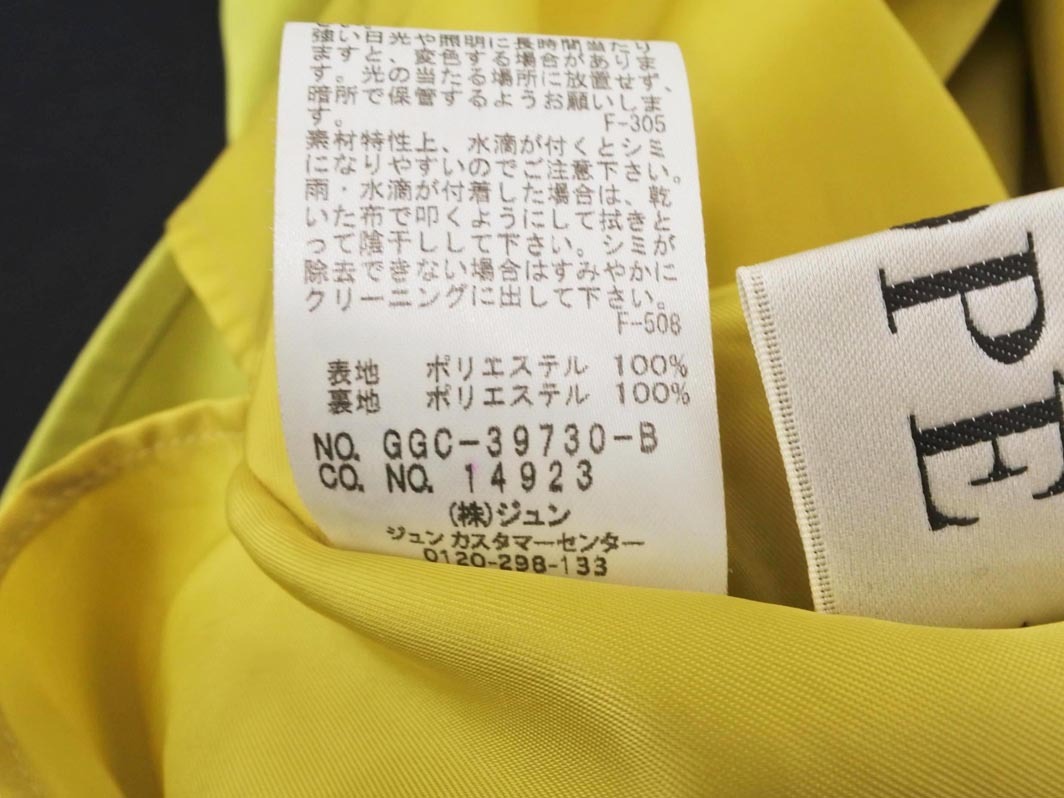 強い日光や照明に長時間当たり
ますと、変色する場合がありま
す。光の当たる場所に放置せず、
暗所で保管するようお願いしま
す。
F-305
素材特性上、水滴が付くとシミ
になりやすいのでご注意下さい。
雨・水滴が付着した場合は、乾
いた布で叩くようにして拭きと
って陰干しして下さい。シミが
除去できない場合はすみやかに
クリーニングに出して下さい。
F-508
表地 ポリエステル 100%
裏地 ポリエステル 100%
NO. GGC-39730-B
CO. NO. 14923
(株)ジュン
ジュン カスタマーセンター
0120-298-133
PE